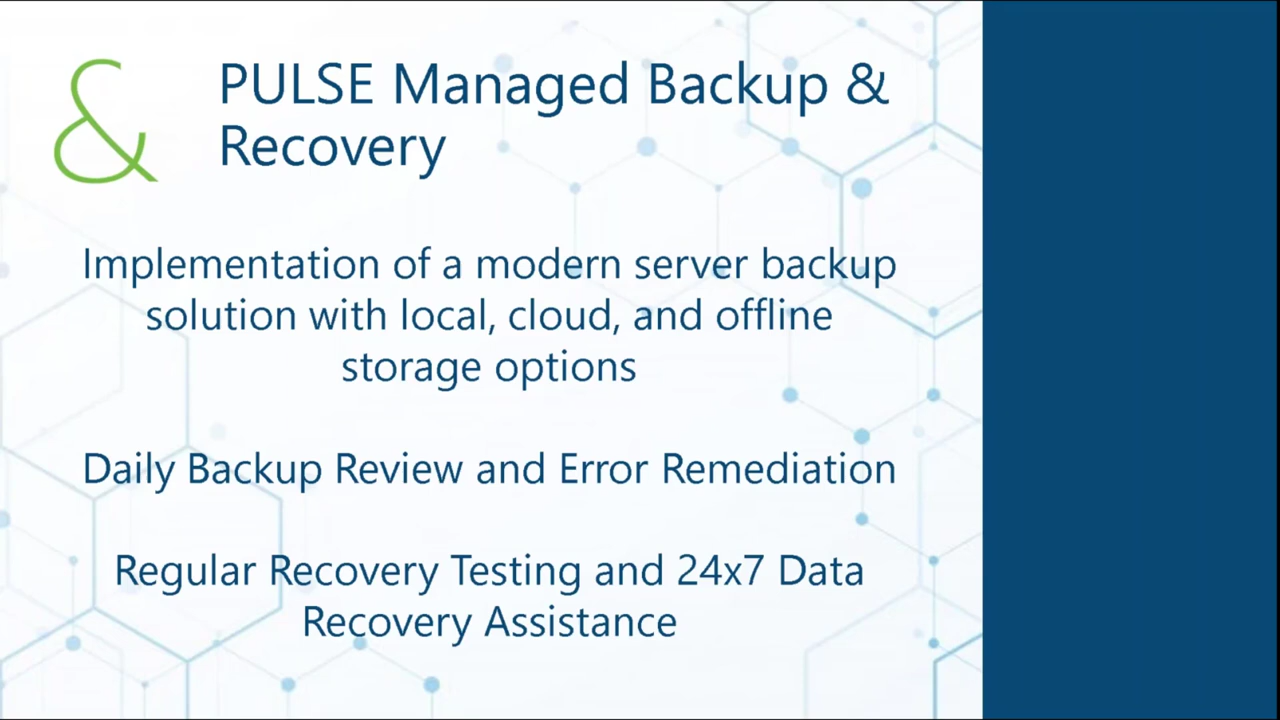 &
PULSE Managed Backup &
Recovery
Implementation of a modern server backup
solution with local, cloud, and offline
storage options
Daily Backup Review and Error Remediation
Regular Recovery Testing and 24x7 Data
Recovery Assistance